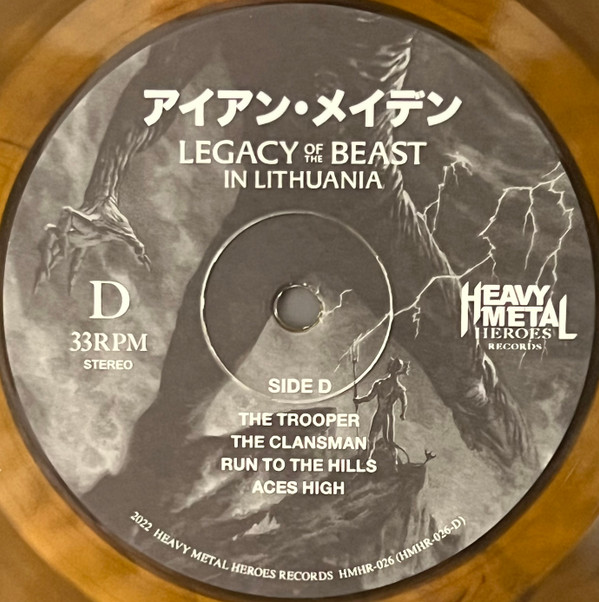 アイアン・メイデン
LEGACY OF THE BEAST
IN LITHUANIA
D
33RPM
STEREO
HEAVY
METAL
HEROES
RECORDS
SIDE D
THE TROOPER
THE CLANSMAN
RUN TO THE HILLS
ACES HIGH
2022 HEAVY METAL HEROES RECORDS HMHR-026 (HMHR-026-D)